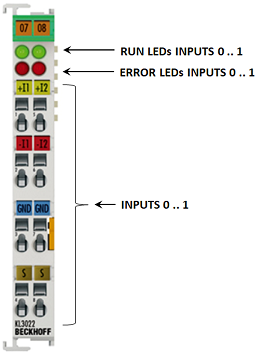 07 08
RUN LEDs INPUTS 0 .. 1
ERROR LEDs INPUTS 0 .. 1
+I1 +I2
-I1 -I2
INPUTS 0 .. 1
GND GND
S S
KL3022
BECKHOFF